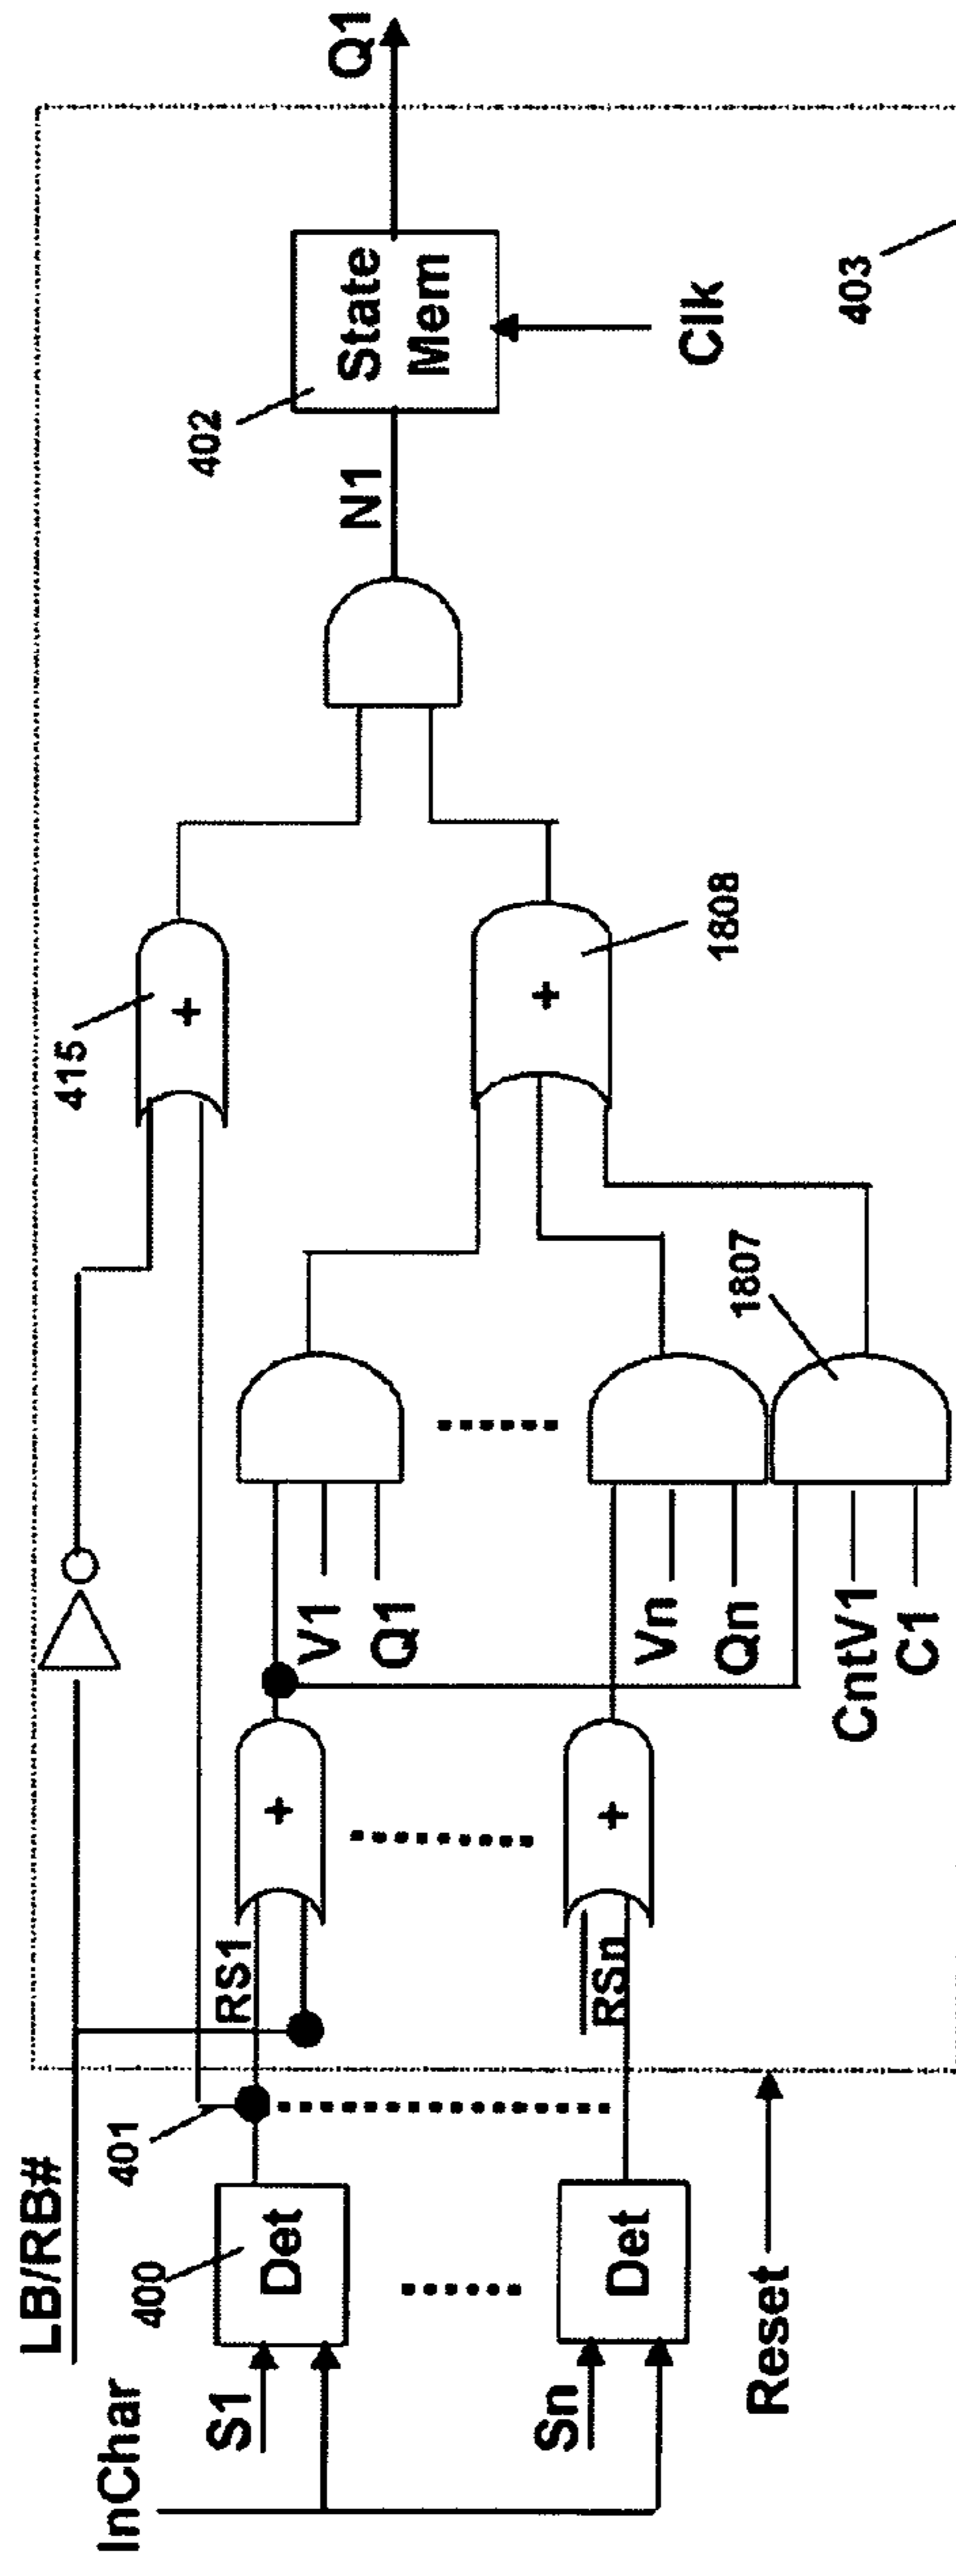 InChar
LB/RB#
S1
400
Det
401
RS1
+
V1
Q1
415
+
Sn
Det
RSn
+
Vn
Qn
CntV1
C1
1807
+
1808
N1
402
State
Mem
Clk
Q1
403
Reset